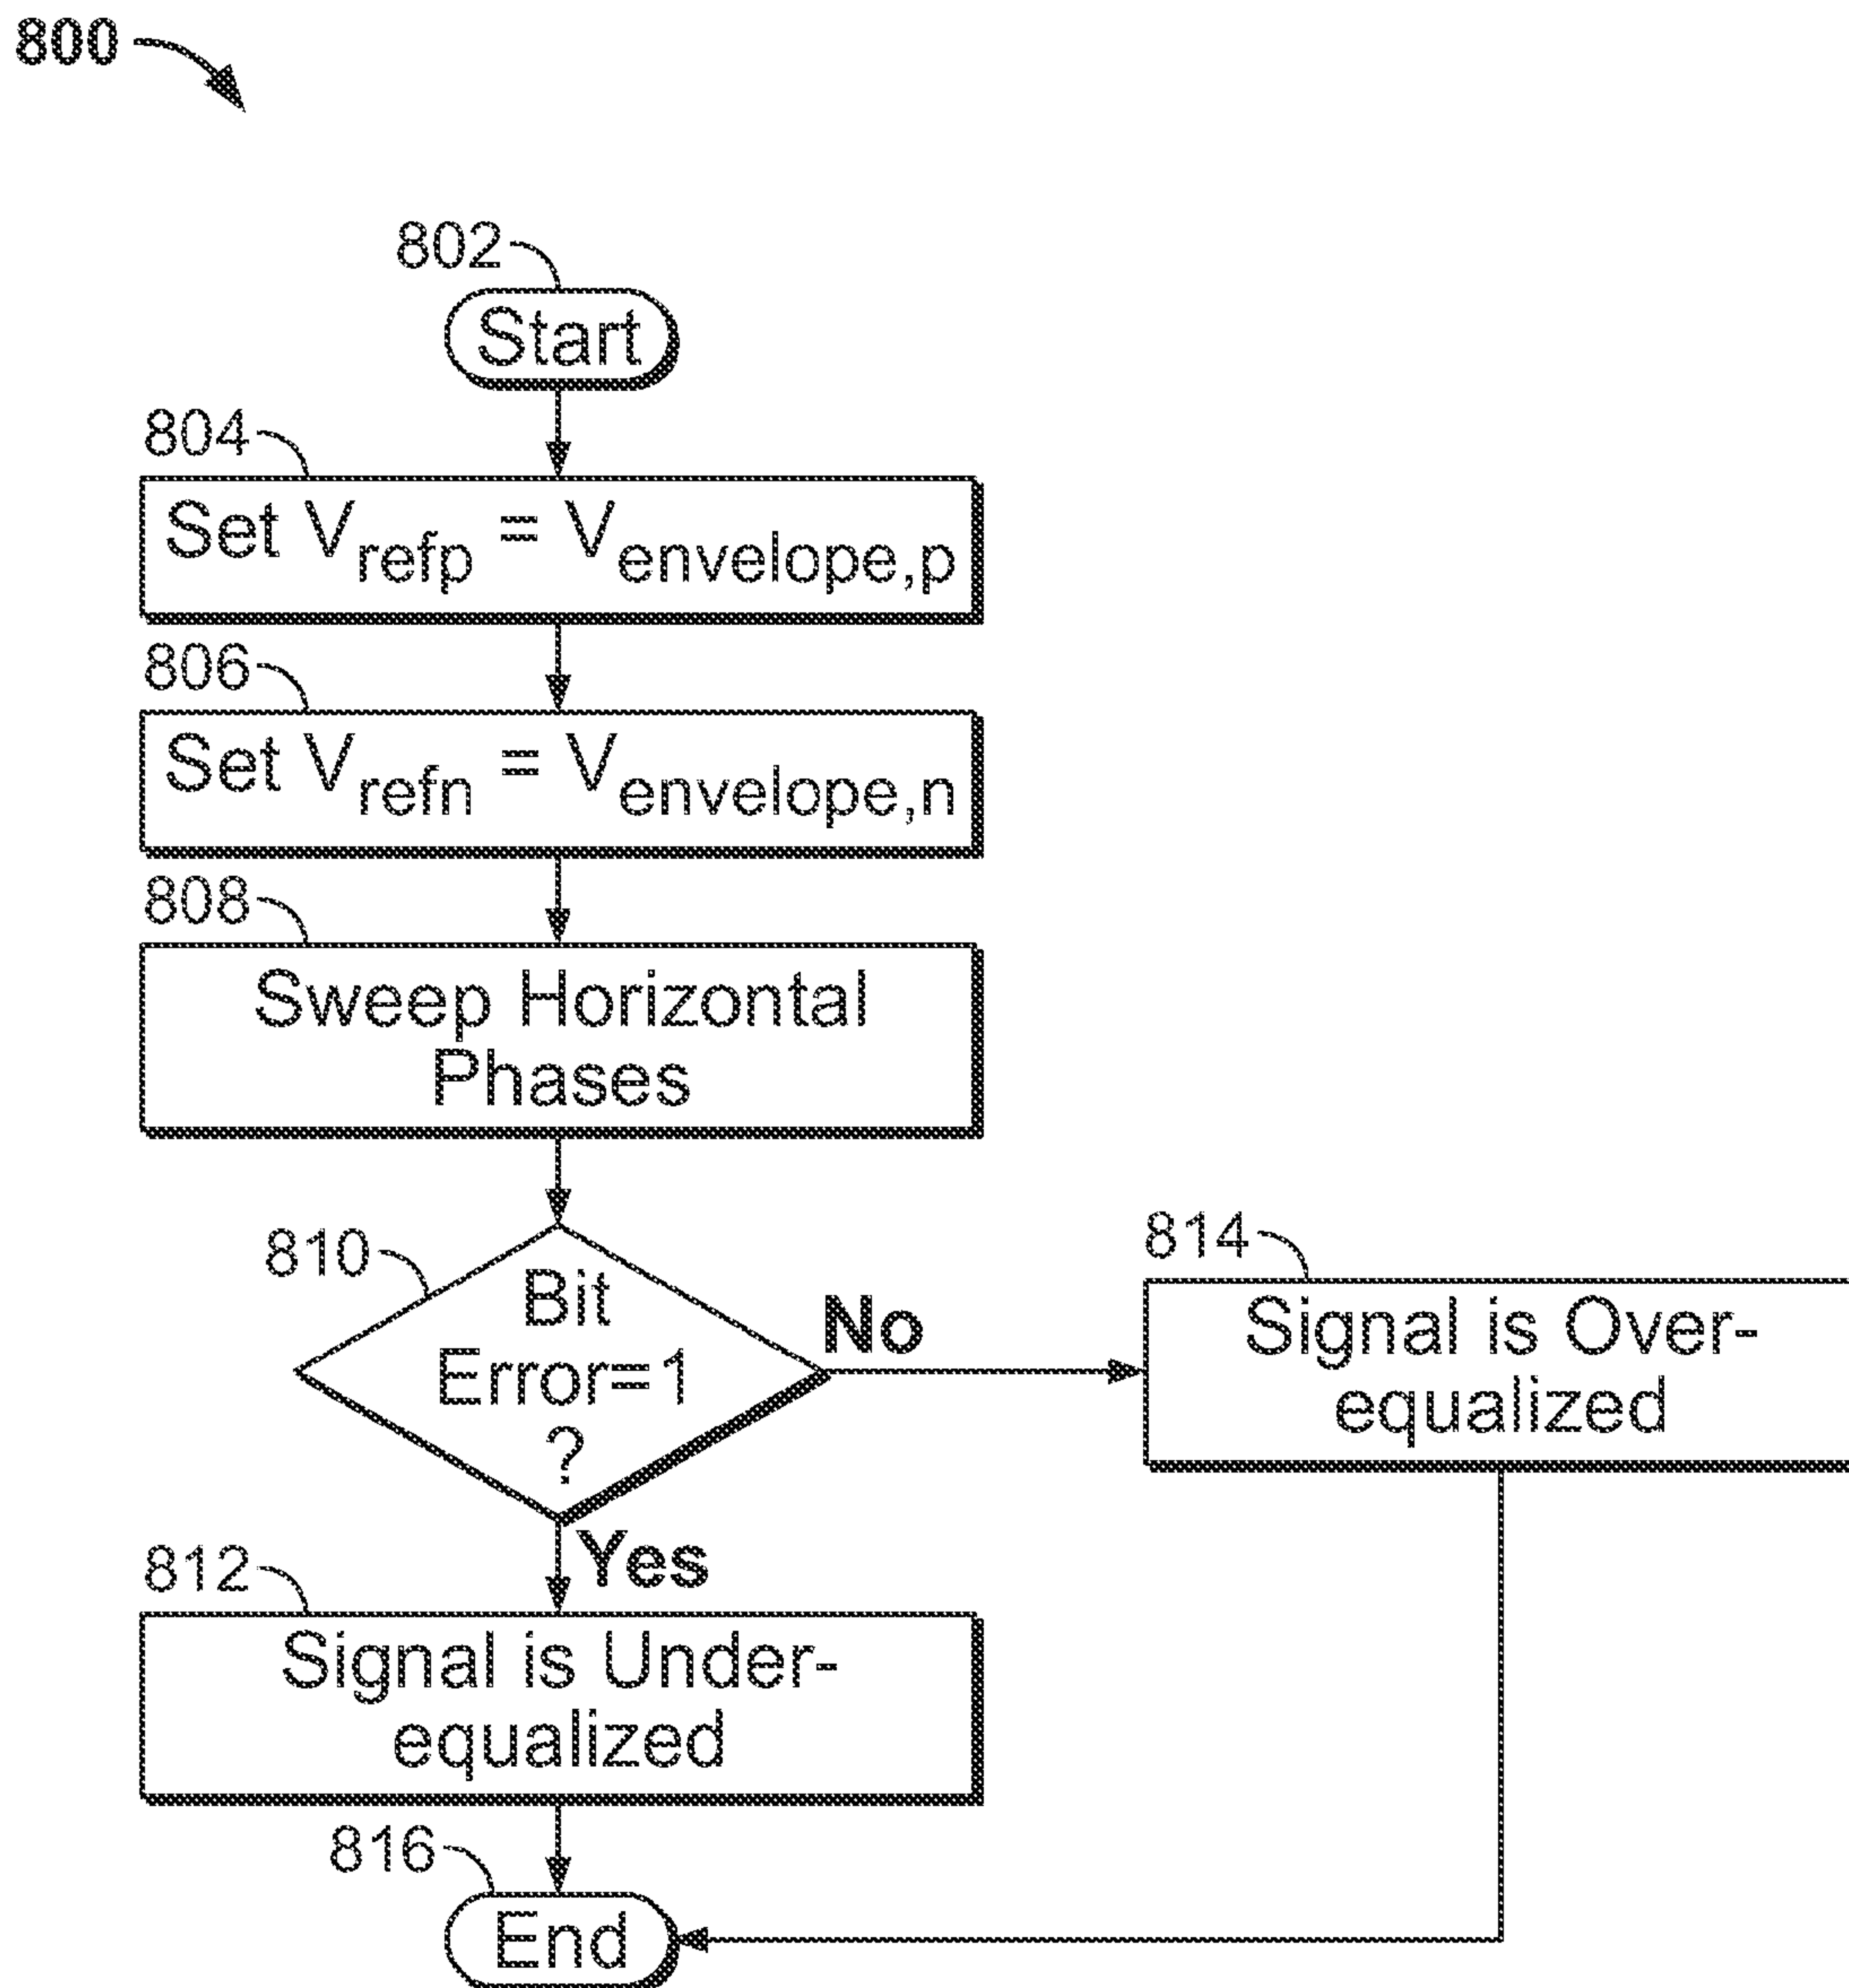 800
802
Start
804
Set Vrefp = Venvelope,p
806
Set Vrefn = Venvelope,n
808
Sweep Horizontal
Phases
810
Bit
Error=1
?
No
814
Signal is Over-
equalized
Yes
812
Signal is Under-
equalized
816
End